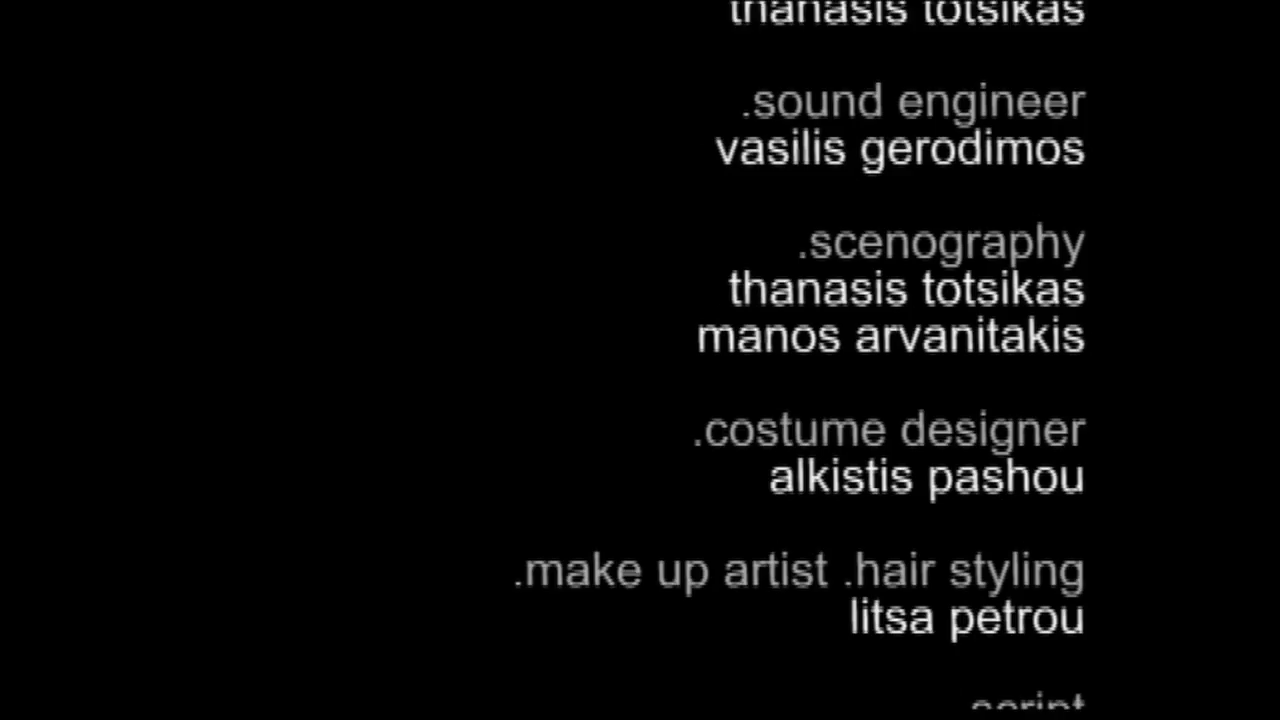 thanasis totsikas
.sound engineer
vasilis gerodimos
.scenography
thanasis totsikas
manos arvanitakis
.costume designer
alkistis pashou
.make up artist .hair styling
litsa petrou
script